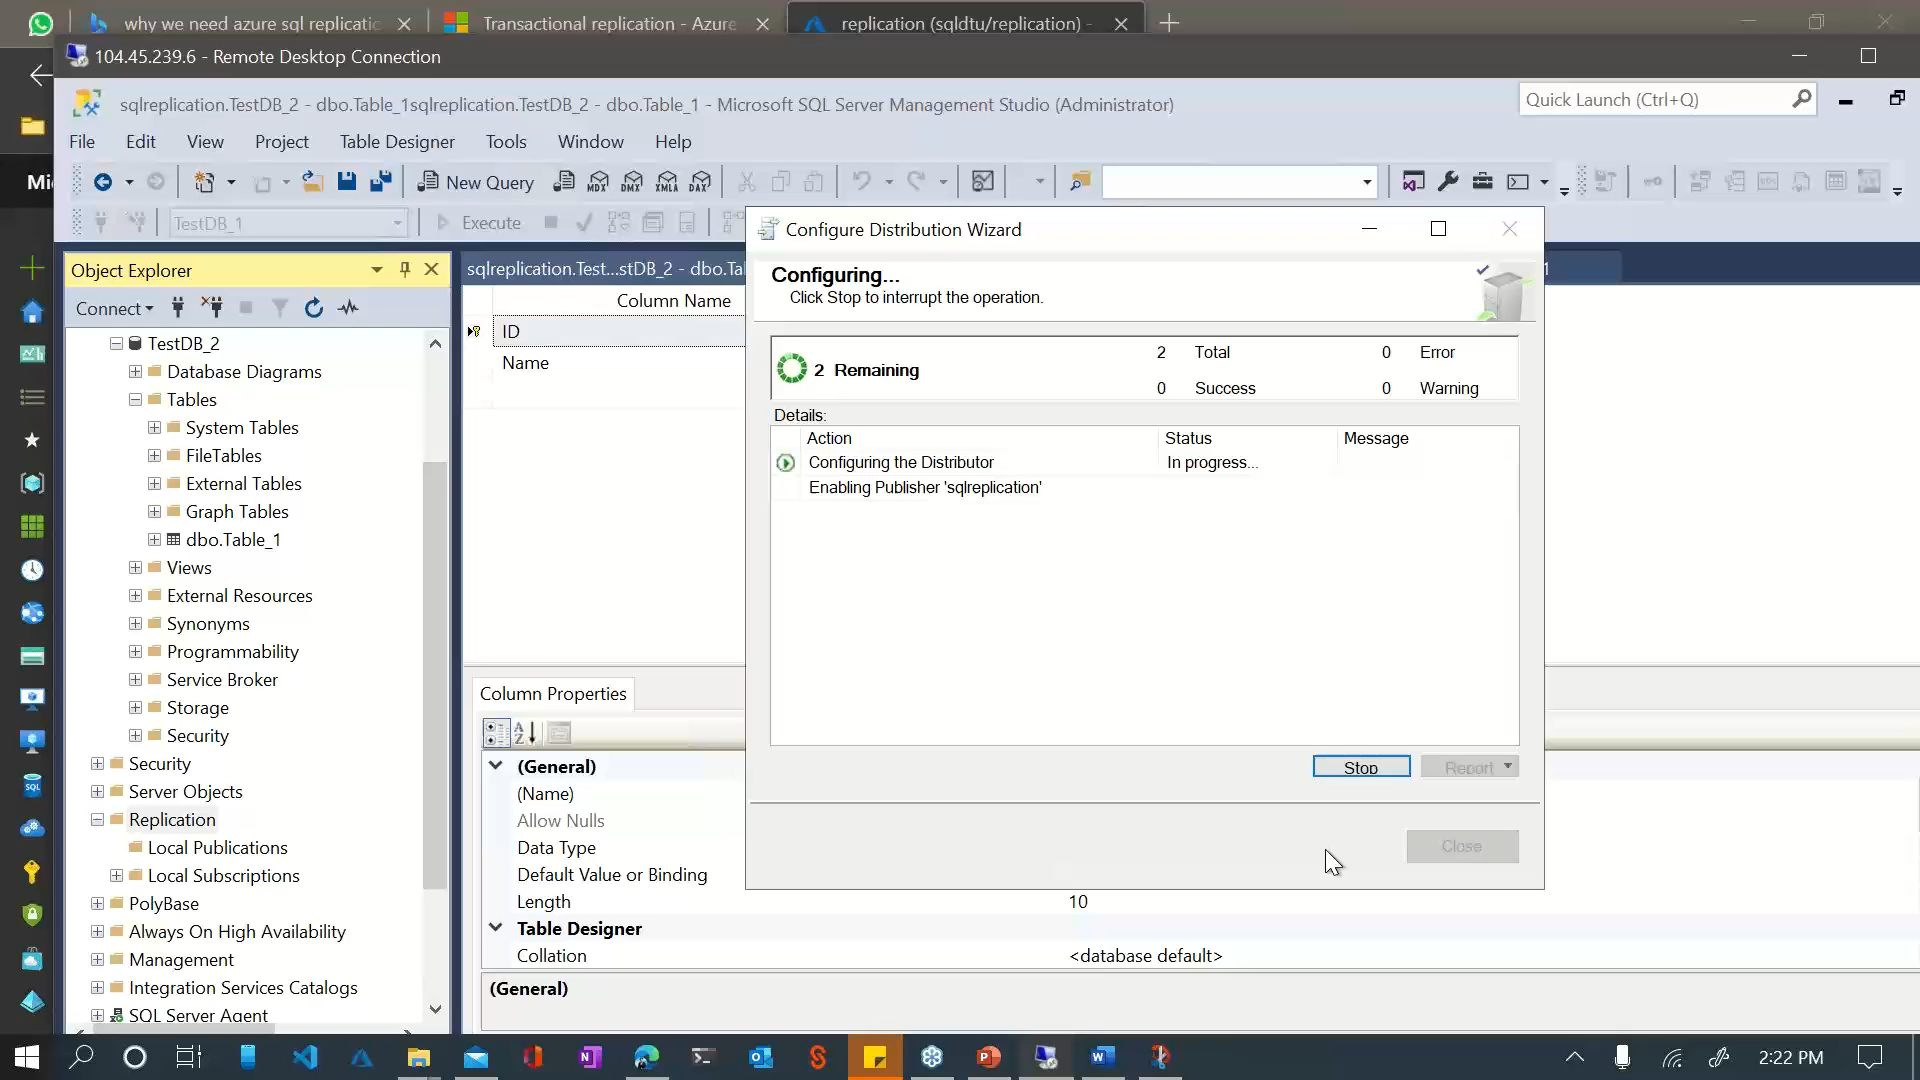 why we need azure sql replicatic
Transactional replication - Azure
replication (sqldtu/replication) -
104.45.239.6 - Remote Desktop Connection
sqlreplication.TestDB_2 - dbo.Table_1sqlreplication.TestDB_2 - dbo.Table_1 - Microsoft SQL Server Management Studio (Administrator)
Quick Launch (Ctrl+Q)
File Edit View Project Table Designer Tools Window Help
Mi
New Query
MDX DMX XMLA DAX
TestDB_1
Execute
Object Explorer
Connect
TestDB_2
Database Diagrams
Tables
System Tables
FileTables
External Tables
Graph Tables
dbo.Table_1
Views
External Resources
Synonyms
Programmability
Service Broker
Storage
Security
Security
Server Objects
Replication
Local Publications
Local Subscriptions
PolyBase
Always On High Availability
Management
Integration Services Catalogs
SQL Server Agent
SQL
sqlreplication.Test...stDB_2 - dbo.Tal
Column Name
ID
Name
Column Properties
(General)
(Name)
Allow Nulls
Data Type
Default Value or Binding
Length 10
Table Designer
Collation <database default>
(General)
Configure Distribution Wizard
Configuring...
Click Stop to interrupt the operation.
2 Remaining
2 Total 0 Error
0 Success 0 Warning
Details:
Action Status Message
Configuring the Distributor In progress...
Enabling Publisher 'sqlreplication'
Stop Report
Close
2:22 PM